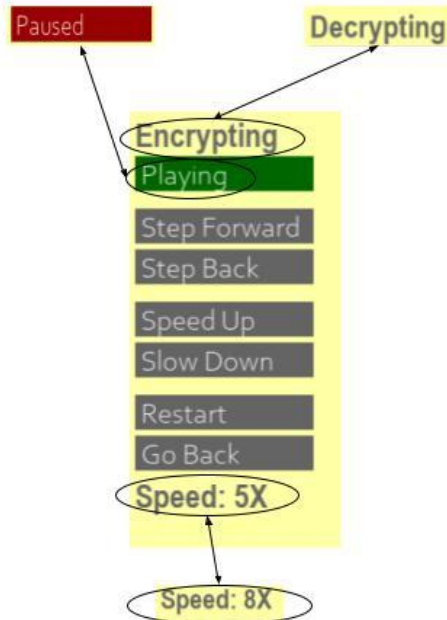 Paused
Decrypting
Encrypting
Playing
Step Forward
Step Back
Speed Up
Slow Down
Restart
Go Back
Speed: 5X
Speed: 8X